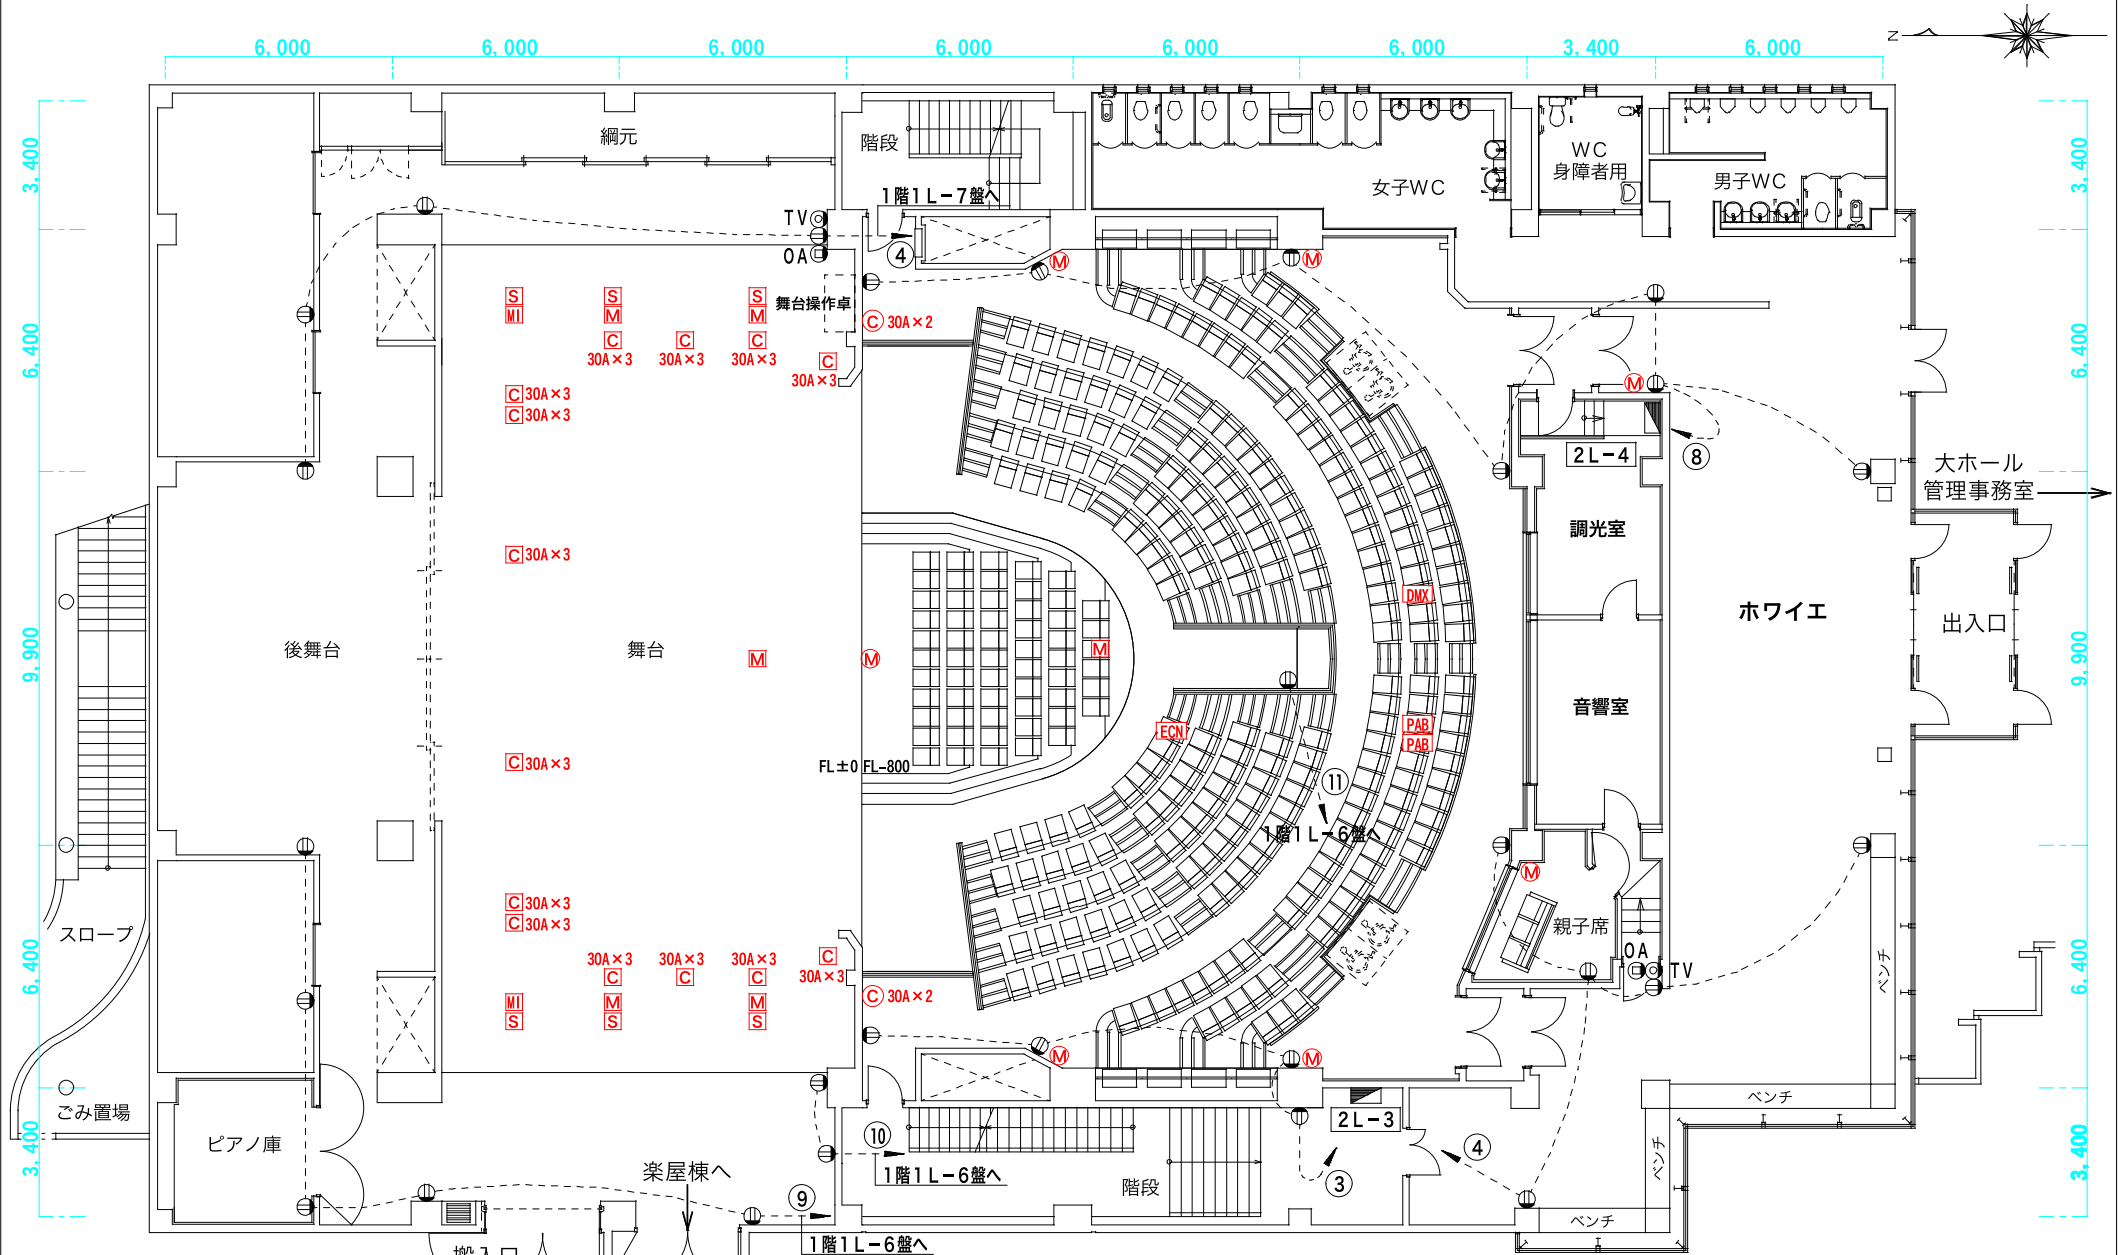 6,000
6,000
6,000
6,000
6,000
6,000
3,400
6,000
N
3,400
6,400
9,900
6,400
3,400
3,400
6,400
9,900
6,400
3,400
綱元
階段
1階1L-7盤へ
女子WC
WC
身障者用
男子WC
TV
OA
④
舞台操作卓
S
MI
S
M
S
M
C
30A×3
C
30A×3
C
30A×3
C
30A×3
C 30A×2
M
M
C 30A×3
C 30A×3
C 30A×3
M
2L-4
⑧
大ホール
管理事務室
調光室
DMX
ホワイエ
出入口
後舞台
舞台
M
M
M
音響室
PAB
PAB
ECN
FL±0 FL-800
C 30A×3
⑪
1階1L-6盤へ
M
親子席
OA
TV
C 30A×3
C 30A×3
30A×3
C
30A×3
C
30A×3
C
C
30A×3
C 30A×2
MI
S
M
S
M
S
M
M
スロープ
ごみ置場
ピアノ庫
楽屋棟へ
搬入口
⑩
1階1L-6盤へ
⑨
1階1L-6盤へ
階段
2L-3
③
④
ベンチ
ベンチ
ベンチ
ベンチ